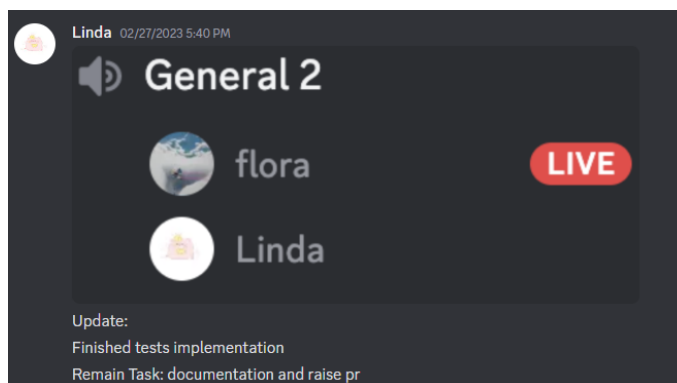 Linda 02/27/2023 5:40 PM
General 2
flora LIVE
Linda
Update:
Finished tests implementation
Remain Task: documentation and raise pr